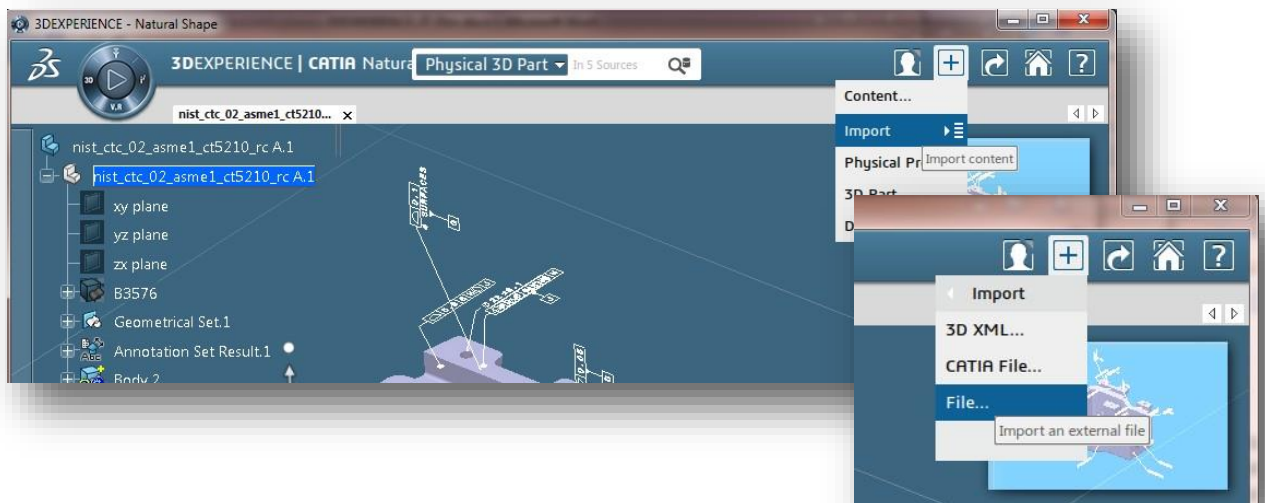 3DEXPERIENCE - Natural Shape
3DEXPERIENCE | CATIA Natura
Physical 3D Part
In 5 Sources
3D
V.R
nist_ctc_02_asme1_ct5210... x
nist_ctc_02_asme1_ct5210_rc A.1
nist_ctc_02_asme1_ct5210_rc A.1
xy plane
yz plane
zx plane
B3576
Geometrical Set.1
Annotation Set Result.1
Body.2
SURFACES
Content...
Import
Import content
Physical Pr
3D Part
D
Import
3D XML...
CATIA File...
File...
Import an external file